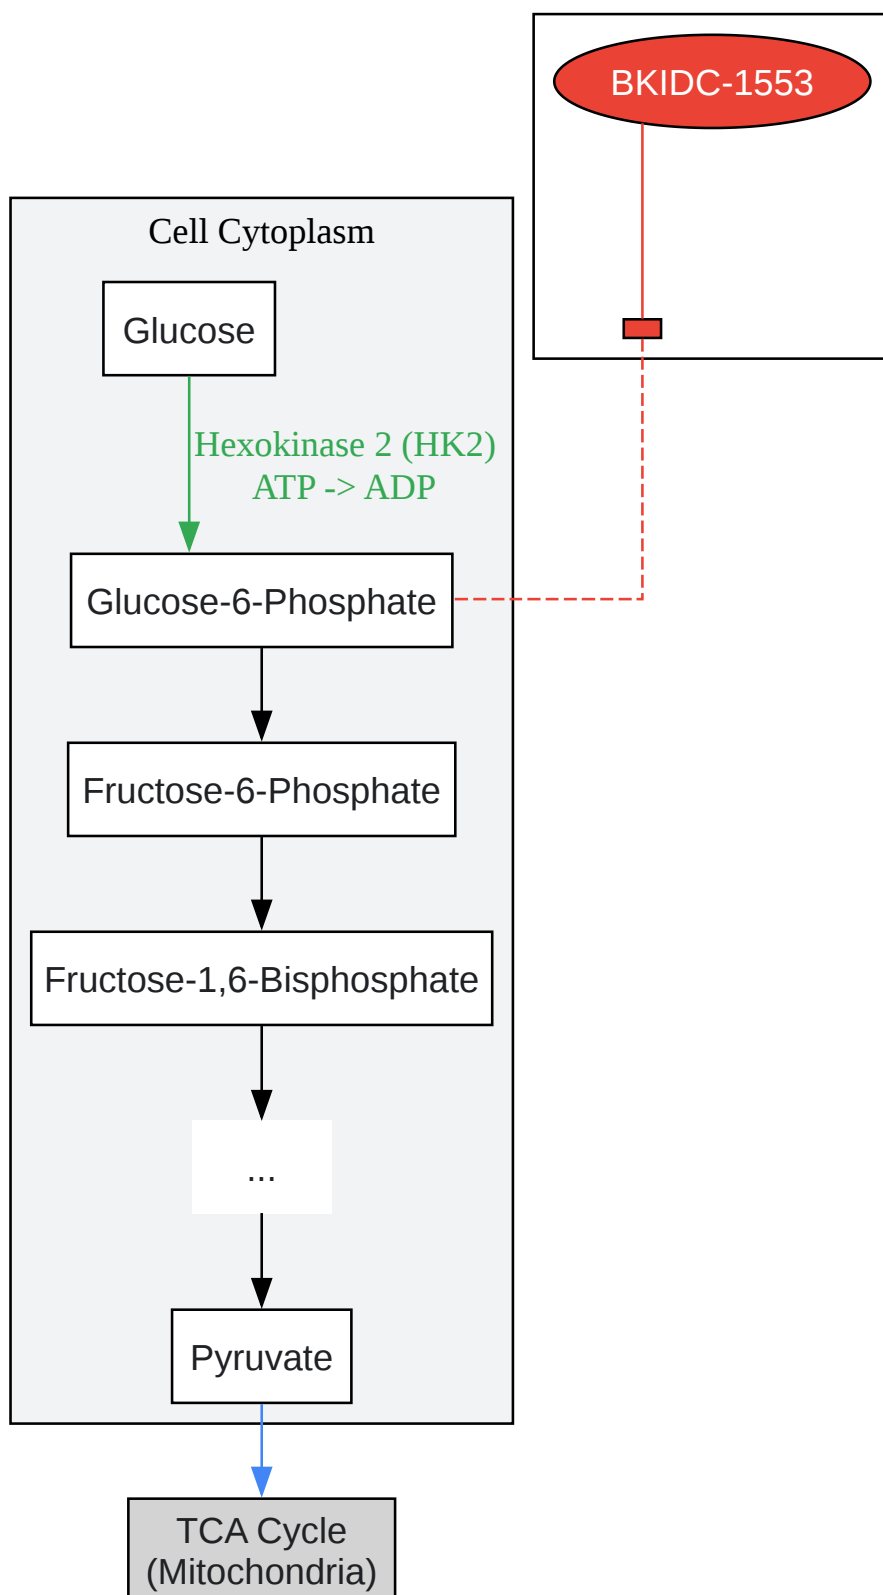 BKIDC-1553
Cell Cytoplasm
Glucose
Hexokinase 2 (HK2)
ATP -> ADP
Glucose-6-Phosphate
Fructose-6-Phosphate
Fructose-1,6-Bisphosphate
...
Pyruvate
TCA Cycle
(Mitochondria)